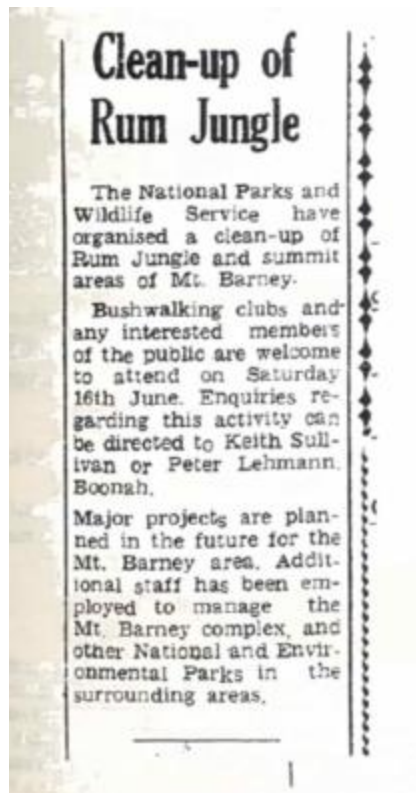 Clean-up of
Rum Jungle
The National Parks and
Wildlife Service have
organised a clean-up of
Rum Jungle and summit
areas of Mt. Barney.
Bushwalking clubs and
any interested members
of the public are welcome
to attend on Saturday
16th June. Enquiries re-
garding this activity can
be directed to Keith Sull-
ivan or Peter Lehmann,
Boonah.
Major projects are plan-
ned in the future for the
Mt. Barney area. Addit-
ional staff has been em-
ployed to manage the
Mt. Barney complex, and
other National and Envir-
onmental Parks in the
surrounding areas.